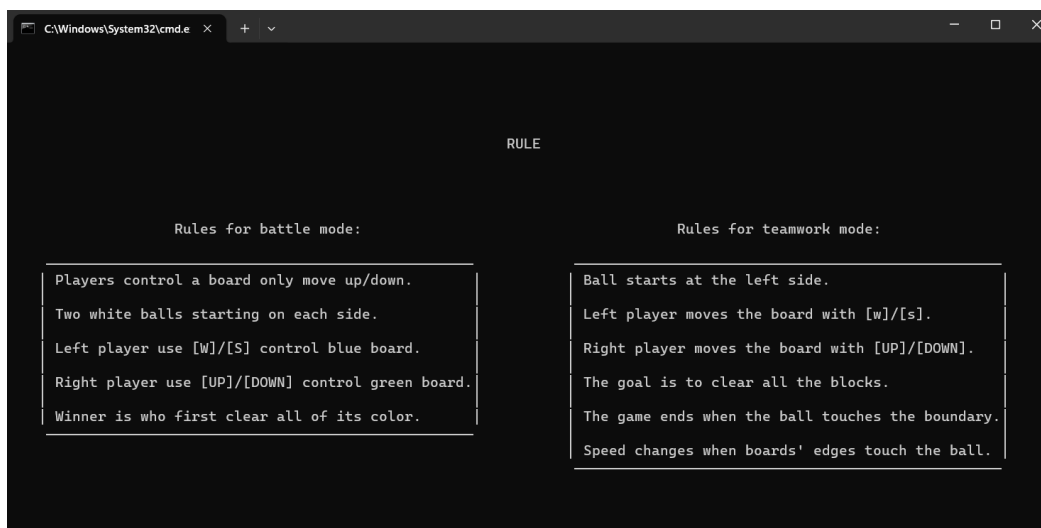 C:\Windows\System32\cmd.e
RULE
Rules for battle mode:
Players control a board only move up/down.
Two white balls starting on each side.
Left player use [W]/[S] control blue board.
Right player use [UP]/[DOWN] control green board.
Winner is who first clear all of its color.
Rules for teamwork mode:
Ball starts at the left side.
Left player moves the board with [w]/[s].
Right player moves the board with [UP]/[DOWN].
The goal is to clear all the blocks.
The game ends when the ball touches the boundary.
Speed changes when boards' edges touch the ball.